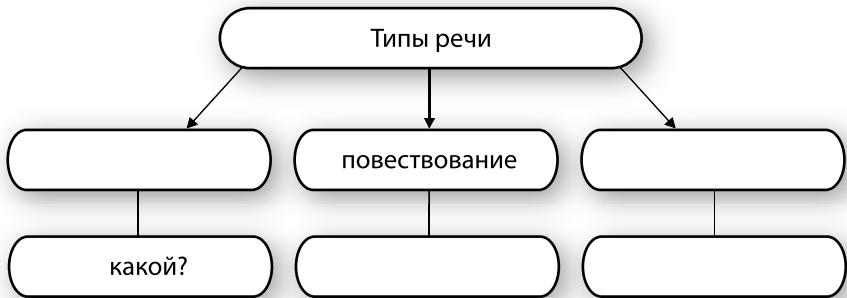 Типы речи
повествование
какой?